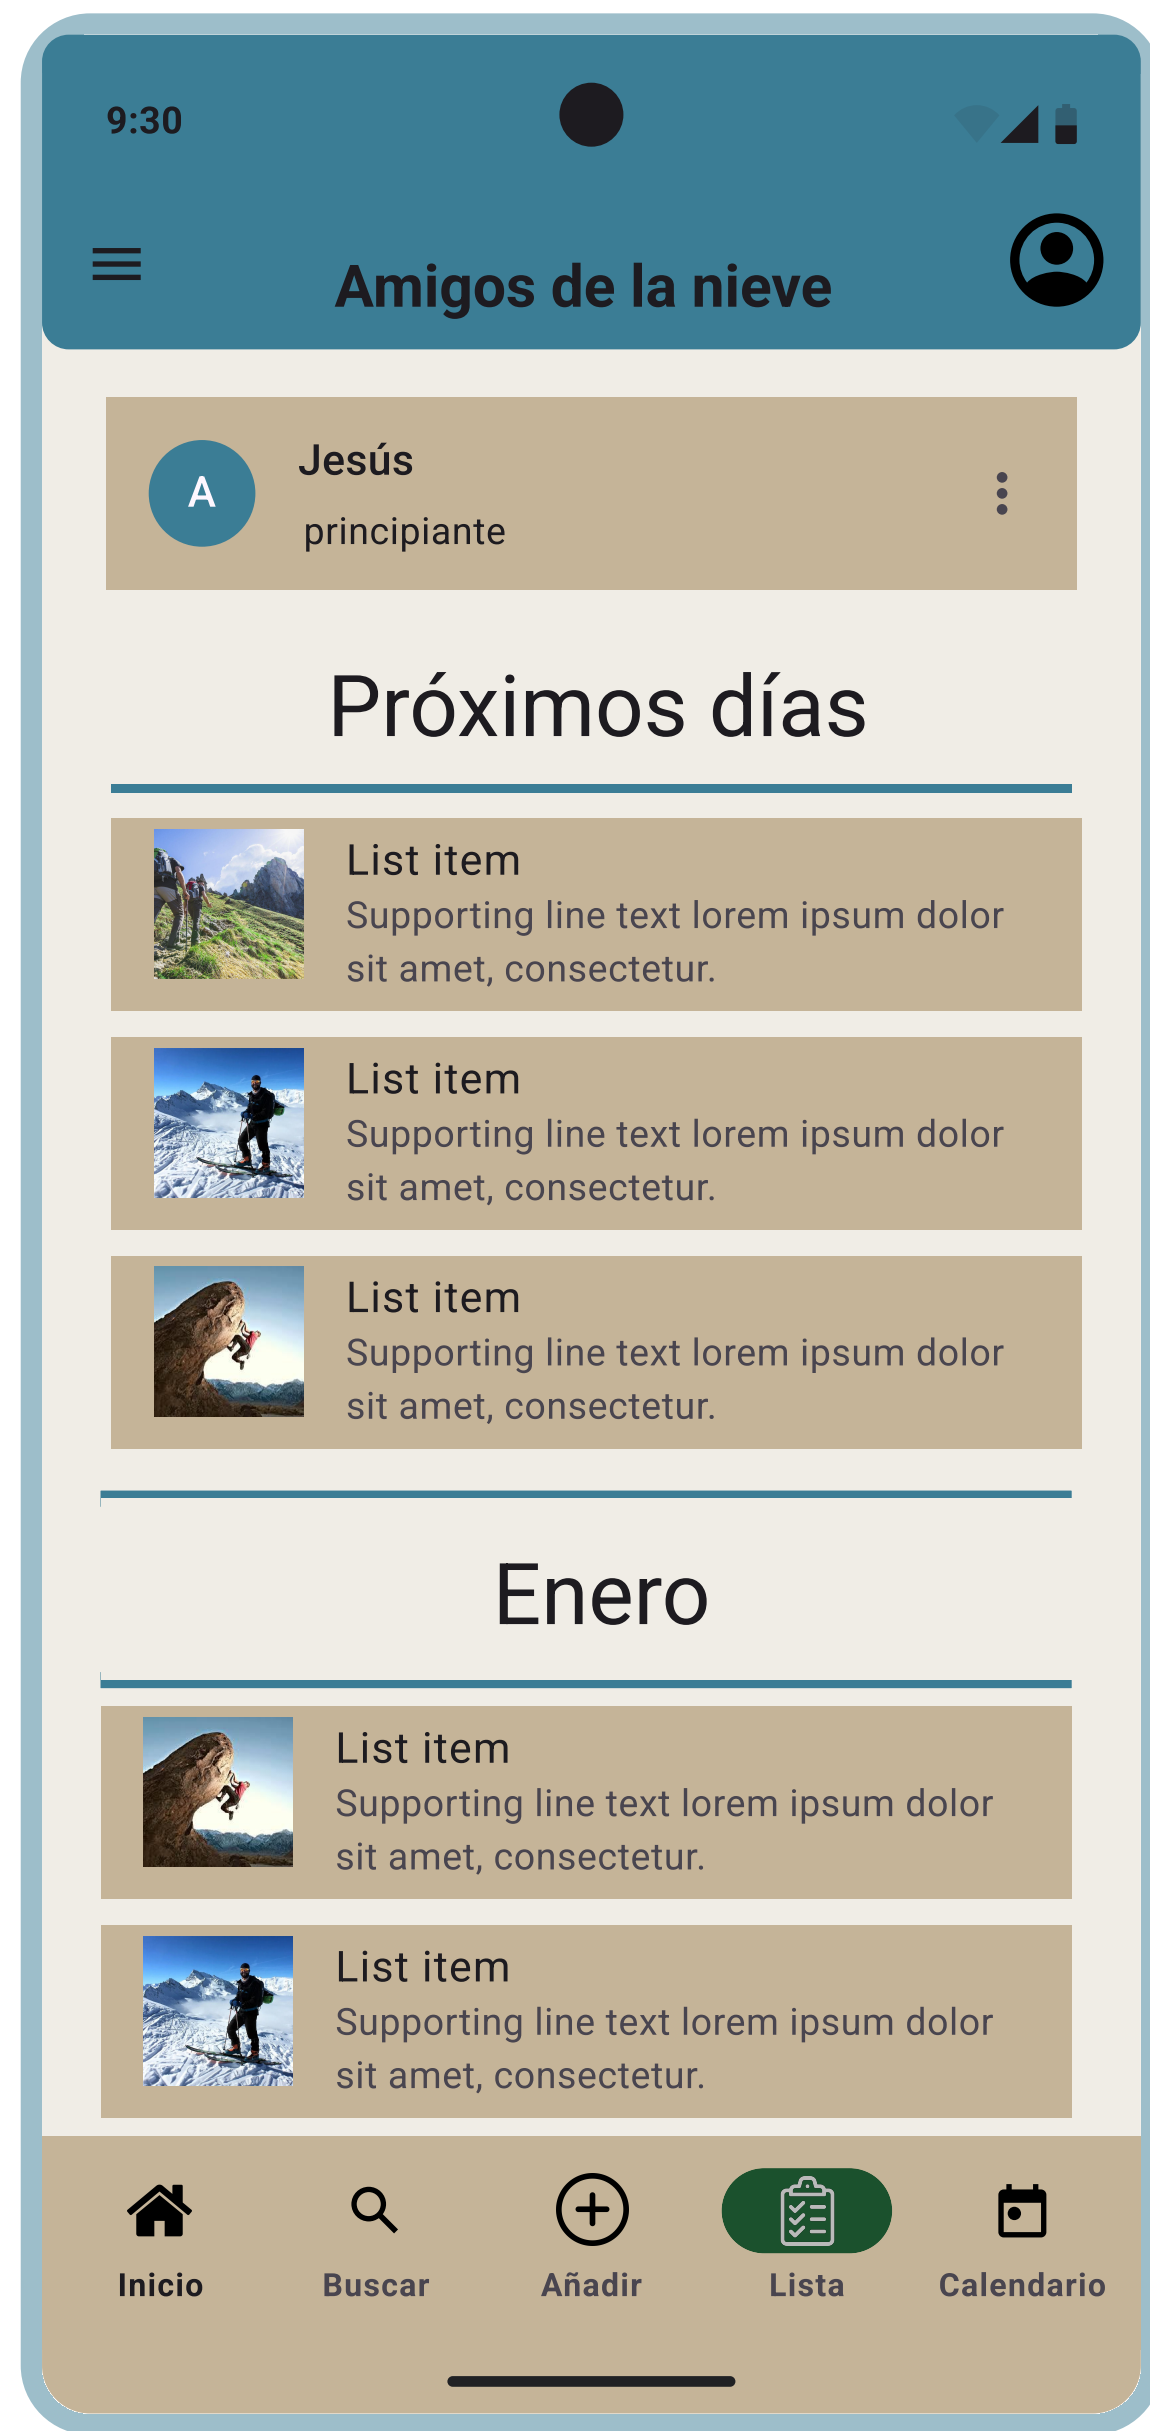 9:30
Amigos de la nieve
A
Jesús
principiante
Próximos días
List item
Supporting line text lorem ipsum dolor
sit amet, consectetur.
List item
Supporting line text lorem ipsum dolor
sit amet, consectetur.
List item
Supporting line text lorem ipsum dolor
sit amet, consectetur.
Enero
List item
Supporting line text lorem ipsum dolor
sit amet, consectetur.
List item
Supporting line text lorem ipsum dolor
sit amet, consectetur.
Inicio Buscar Añadir Lista Calendario